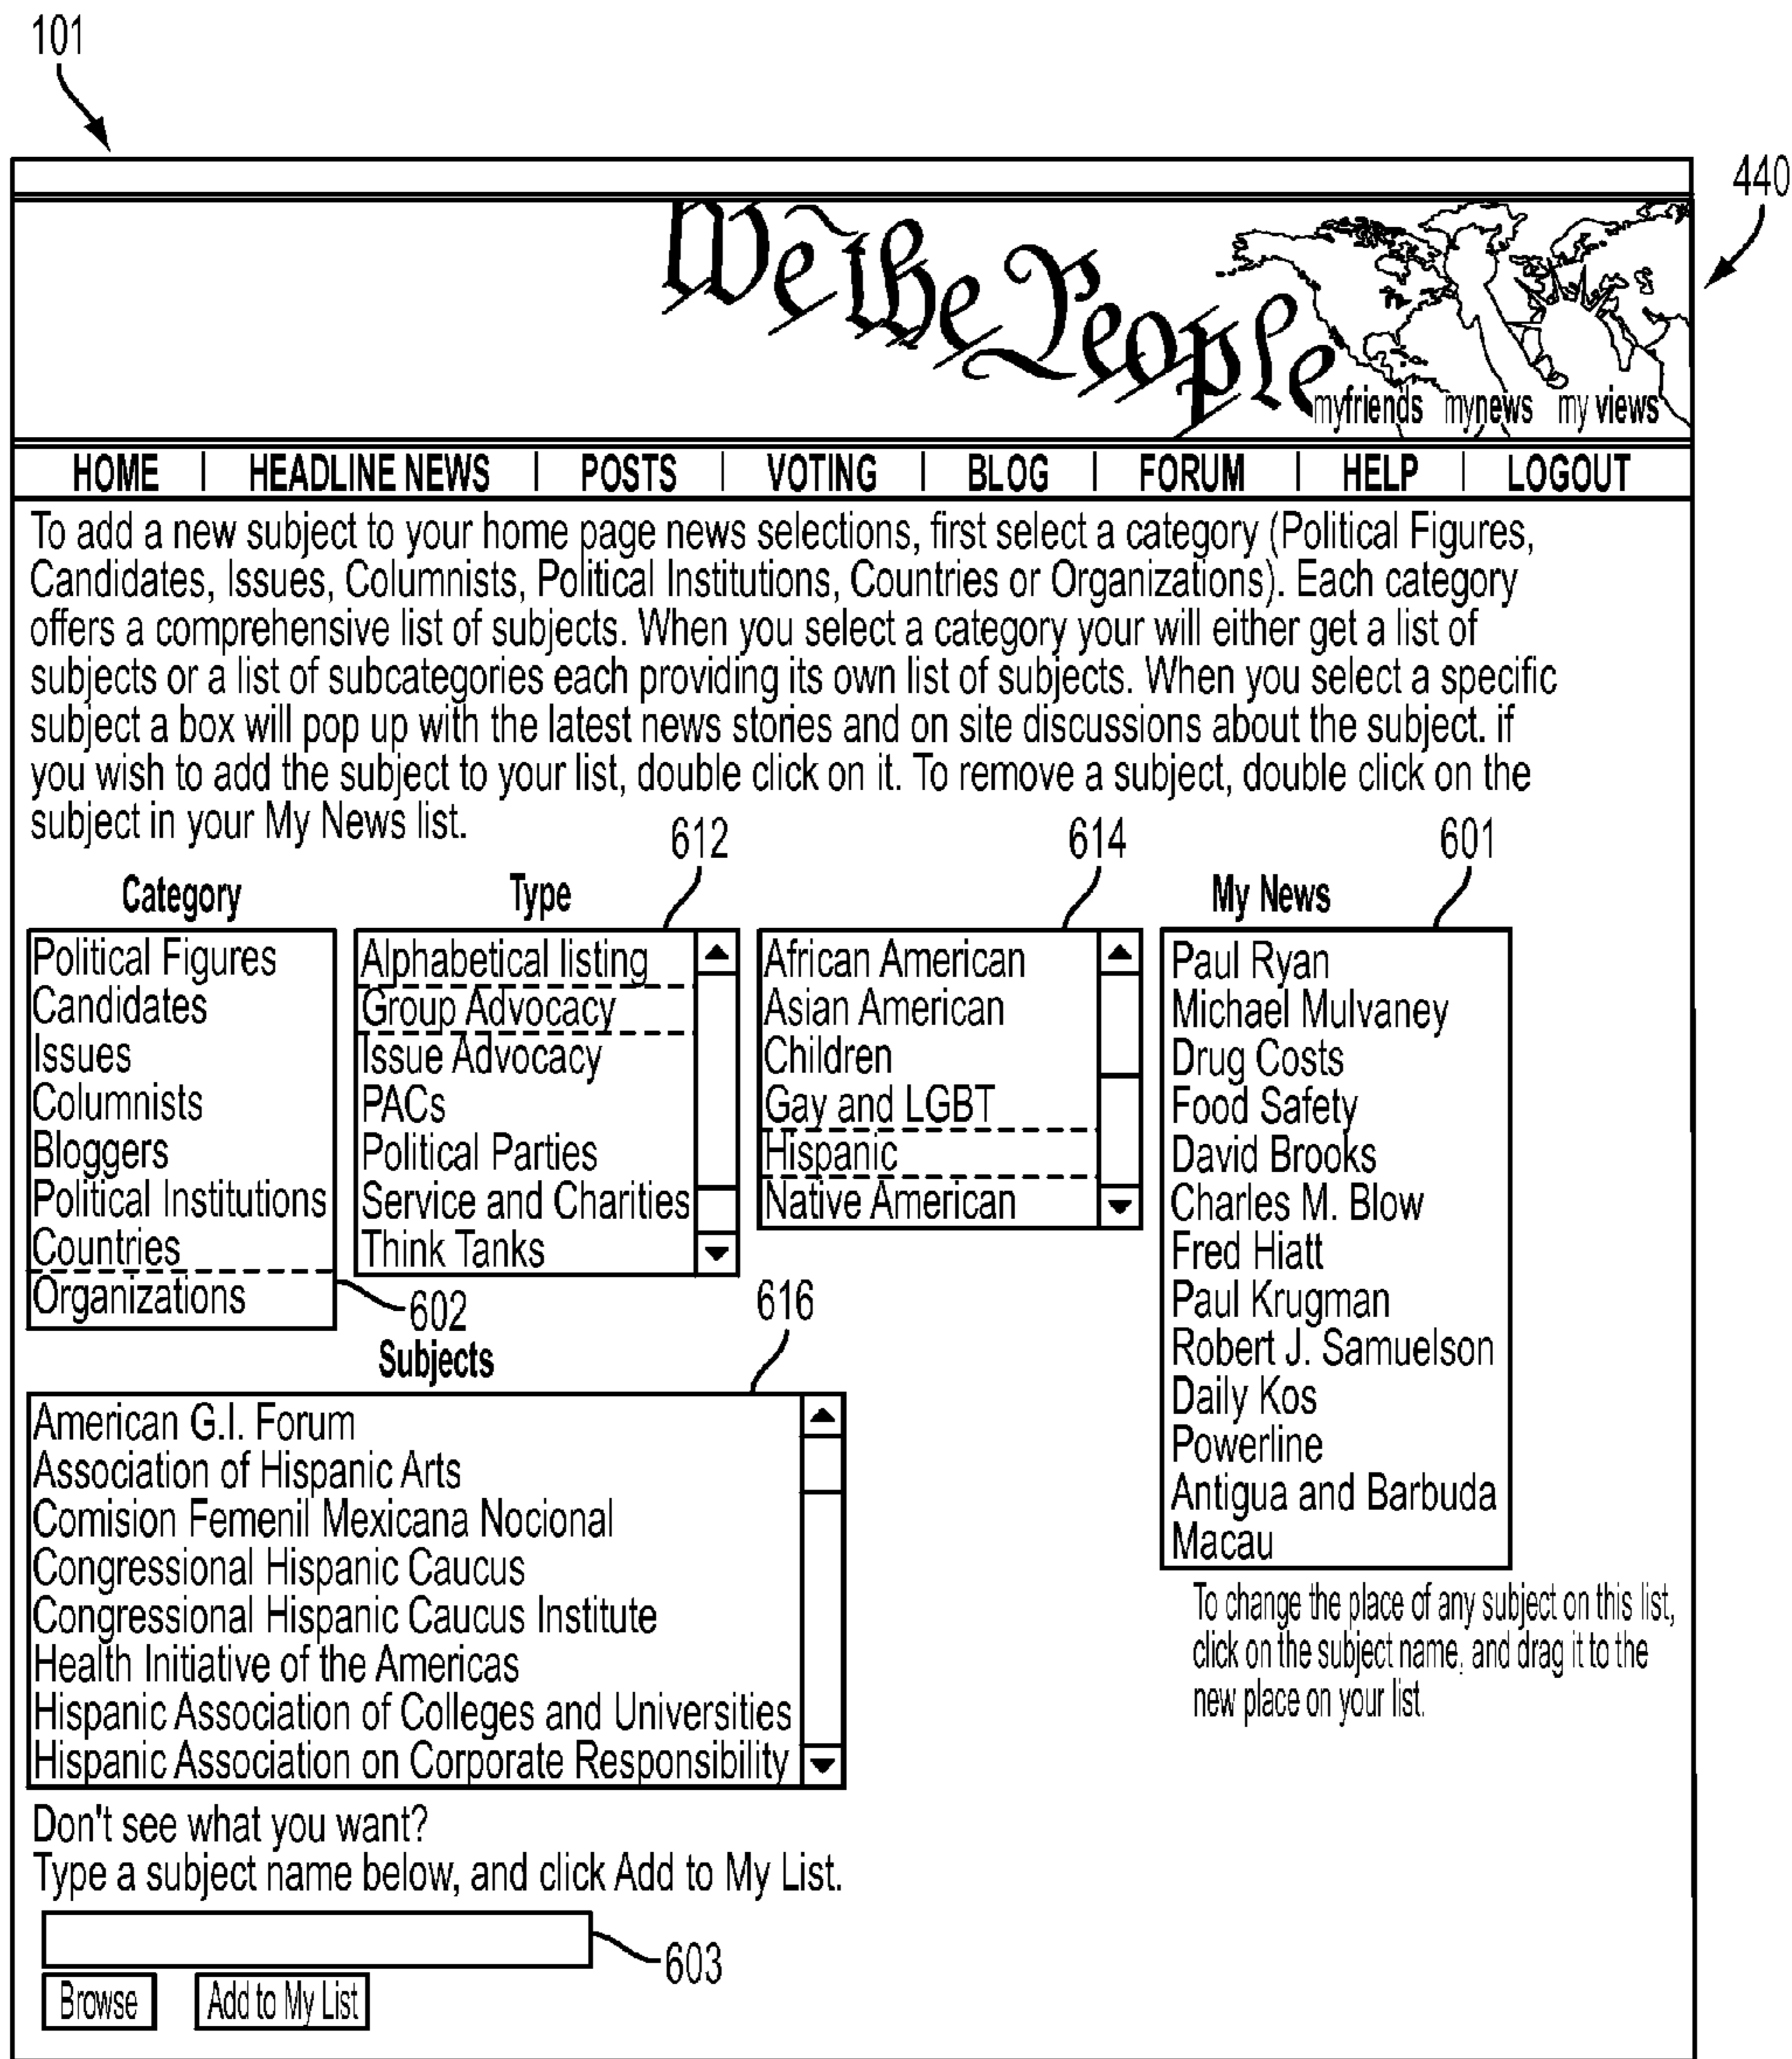 101
440
We the People
myfriends mynews my views
HOME | HEADLINE NEWS | POSTS | VOTING | BLOG | FORUM | HELP | LOGOUT
To add a new subject to your home page news selections, first select a category (Political Figures,
Candidates, Issues, Columnists, Political Institutions, Countries or Organizations). Each category
offers a comprehensive list of subjects. When you select a category your will either get a list of
subjects or a list of subcategories each providing its own list of subjects. When you select a specific
subject a box will pop up with the latest news stories and on site discussions about the subject. if
you wish to add the subject to your list, double click on it. To remove a subject, double click on the
subject in your My News list.
Category
Political Figures
Candidates
Issues
Columnists
Bloggers
Political Institutions
Countries
Organizations
602
Type
612
Alphabetical listing
Group Advocacy
Issue Advocacy
PACs
Political Parties
Service and Charities
Think Tanks
614
African American
Asian American
Children
Gay and LGBT
Hispanic
Native American
My News
601
Paul Ryan
Michael Mulvaney
Drug Costs
Food Safety
David Brooks
Charles M. Blow
Fred Hiatt
Paul Krugman
Robert J. Samuelson
Daily Kos
Powerline
Antigua and Barbuda
Macau
To change the place of any subject on this list,
click on the subject name, and drag it to the
new place on your list.
Subjects
616
American G.I. Forum
Association of Hispanic Arts
Comision Femenil Mexicana Nocional
Congressional Hispanic Caucus
Congressional Hispanic Caucus Institute
Health Initiative of the Americas
Hispanic Association of Colleges and Universities
Hispanic Association on Corporate Responsibility
Don't see what you want?
Type a subject name below, and click Add to My List.
603
Browse
Add to My List